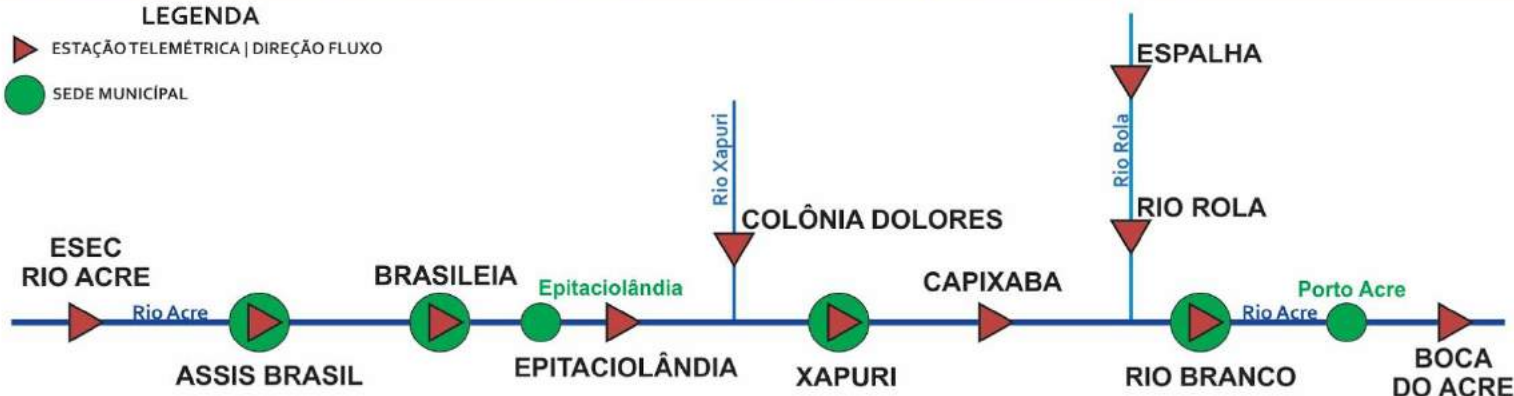 LEGENDA
ESTAÇÃO TELEMÉTRICA | DIREÇÃO FLUXO
SEDE MUNICÍPAL
ESPALHA
Rio Xapuri
Rio Rola
COLÔNIA DOLORES
RIO ROLA
ESEC
RIO ACRE
BRASILEIA
Epitaciolândia
CAPIXABA
Porto Acre
Rio Acre
Rio Acre
ASSIS BRASIL
EPITACIOLÂNDIA
XAPURI
RIO BRANCO
BOCA
DO ACRE